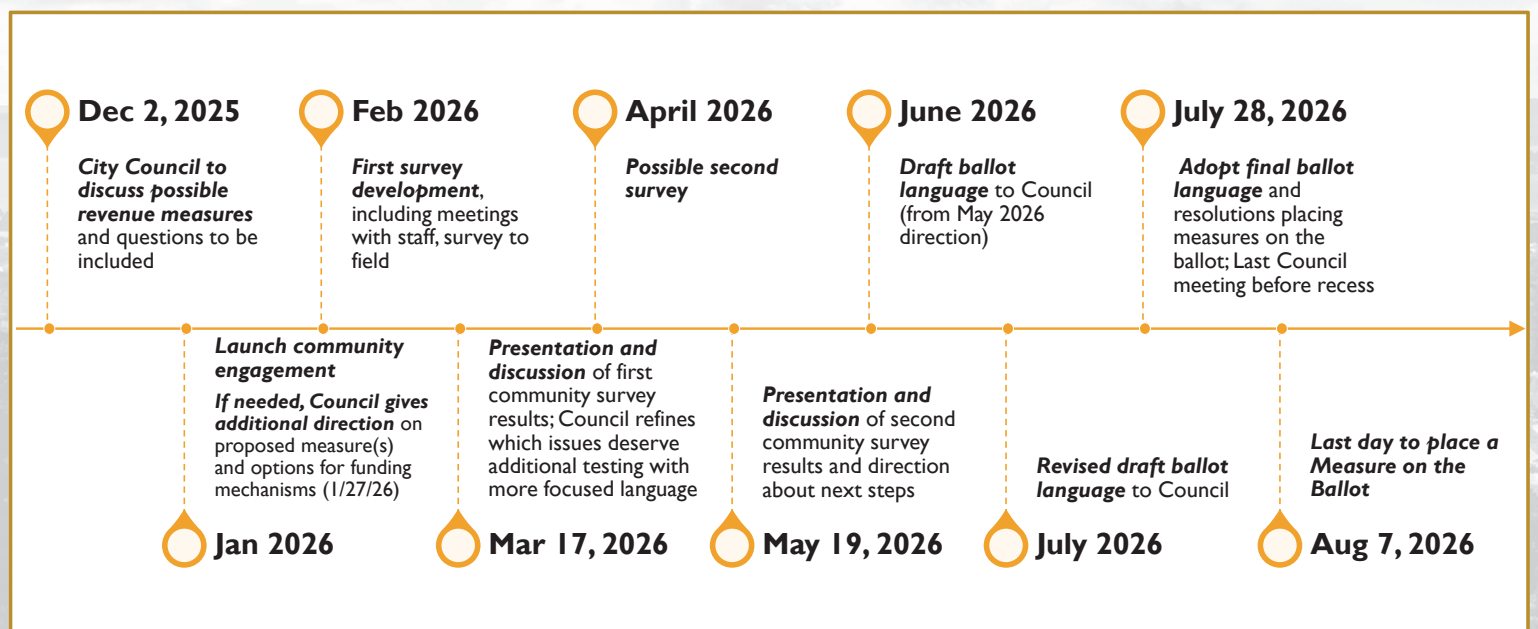 Dec 2, 2025
City Council to
discuss possible
revenue measures
and questions to be
included
Feb 2026
First survey
development,
including meetings
with staff, survey to
field
April 2026
Possible second
survey
June 2026
Draft ballot
language to Council
(from May 2026
direction)
July 28, 2026
Adopt final ballot
language and
resolutions placing
measures on the
ballot; Last Council
meeting before recess
Launch community
engagement
If needed, Council gives
additional direction on
proposed measure(s)
and options for funding
mechanisms (1/27/26)
Jan 2026
Presentation and
discussion of first
community survey
results; Council refines
which issues deserve
additional testing with
more focused language
Mar 17, 2026
Presentation and
discussion of second
community survey
results and direction
about next steps
May 19, 2026
Revised draft ballot
language to Council
July 2026
Last day to place a
Measure on the
Ballot
Aug 7, 2026